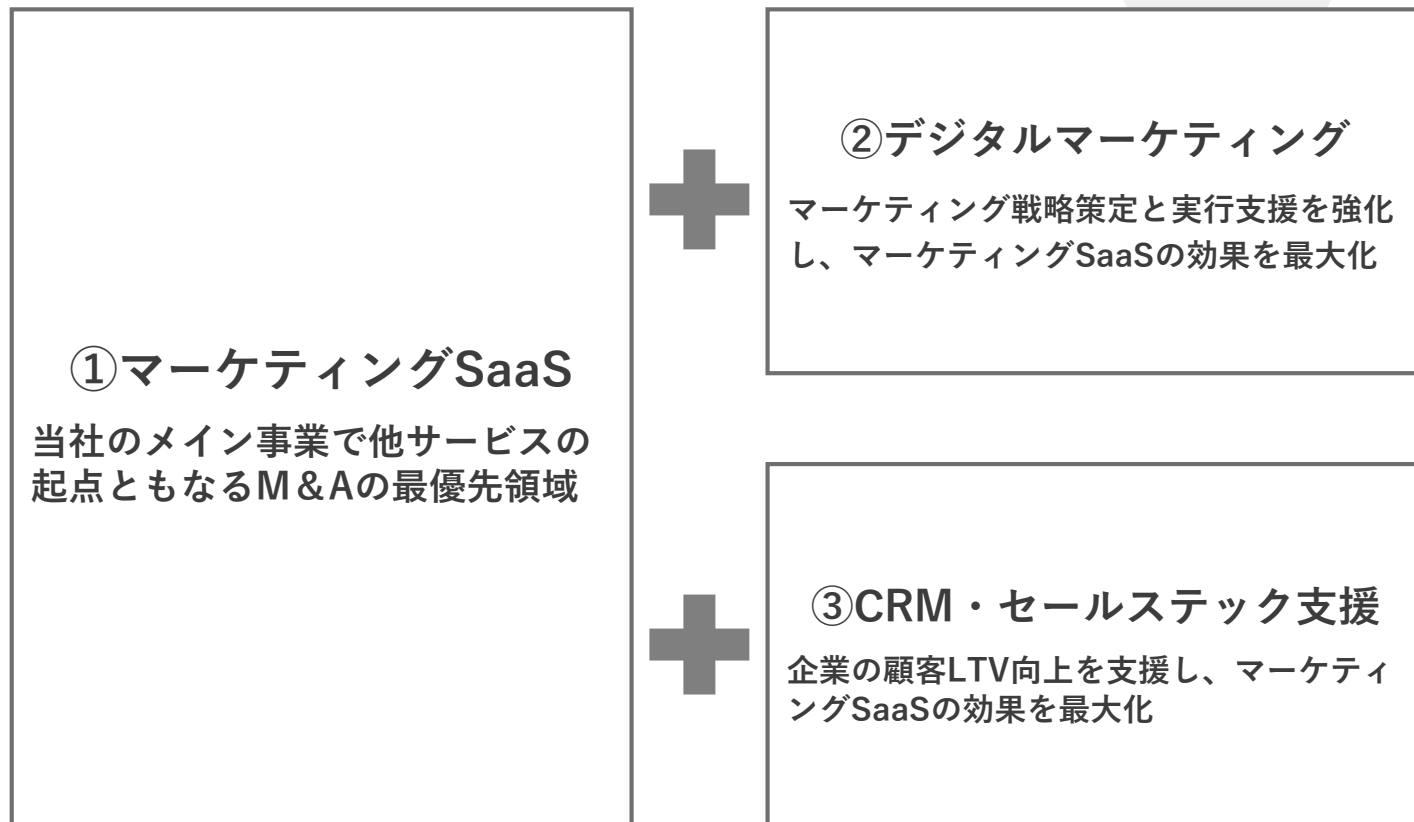 ①マーケティングSaaS
当社のメイン事業で他サービスの
起点ともなるM＆Aの最優先領域
②デジタルマーケティング
マーケティング戦略策定と実行支援を強化
し、マーケティングSaaSの効果を最大化
③CRM・セールステック支援
企業の顧客LTV向上を支援し、マーケティ
ングSaaSの効果を最大化